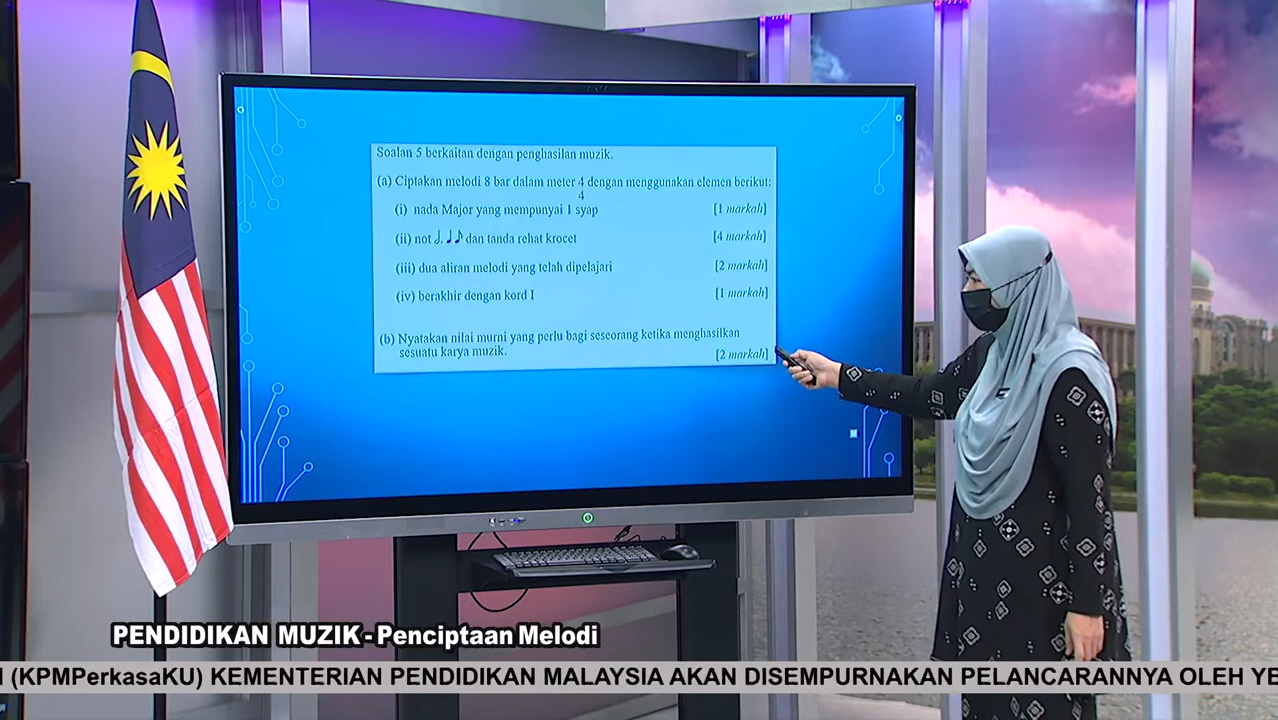 Soalan 5 berkaitan dengan penghasilan muzik.
(a) Ciptakan melodi 8 bar dalam meter 4 dengan menggunakan elemen berikut:
4
(i) nada Major yang mempunyai 1 syap [1 markah]
(ii) not dan tanda rehat krocet [4 markah]
(iii) dua aliran melodi yang telah dipelajari [2 markah]
(iv) berakhir dengan kord I [1 markah]
(b) Nyatakan nilai murni yang perlu bagi seseorang ketika menghasilkan
sesuatu karya muzik. [2 markah]
PENDIDIKAN MUZIK - Penciptaan Melodi
(KPMPerkasaKU) KEMENTERIAN PENDIDIKAN MALAYSIA AKAN DISEMPURNAKAN PELANCARANNYA OLEH YE